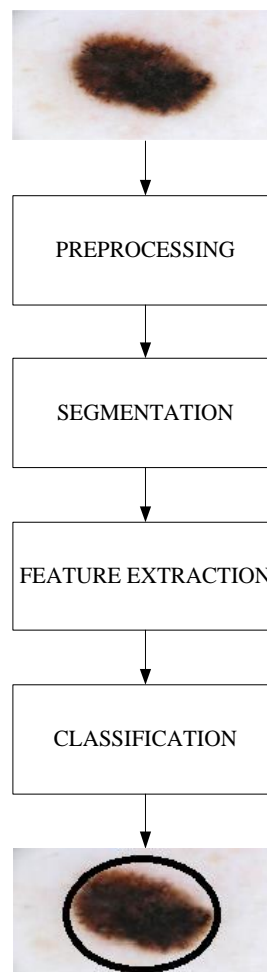 PREPROCESSING
SEGMENTATION
FEATURE EXTRACTION
CLASSIFICATION